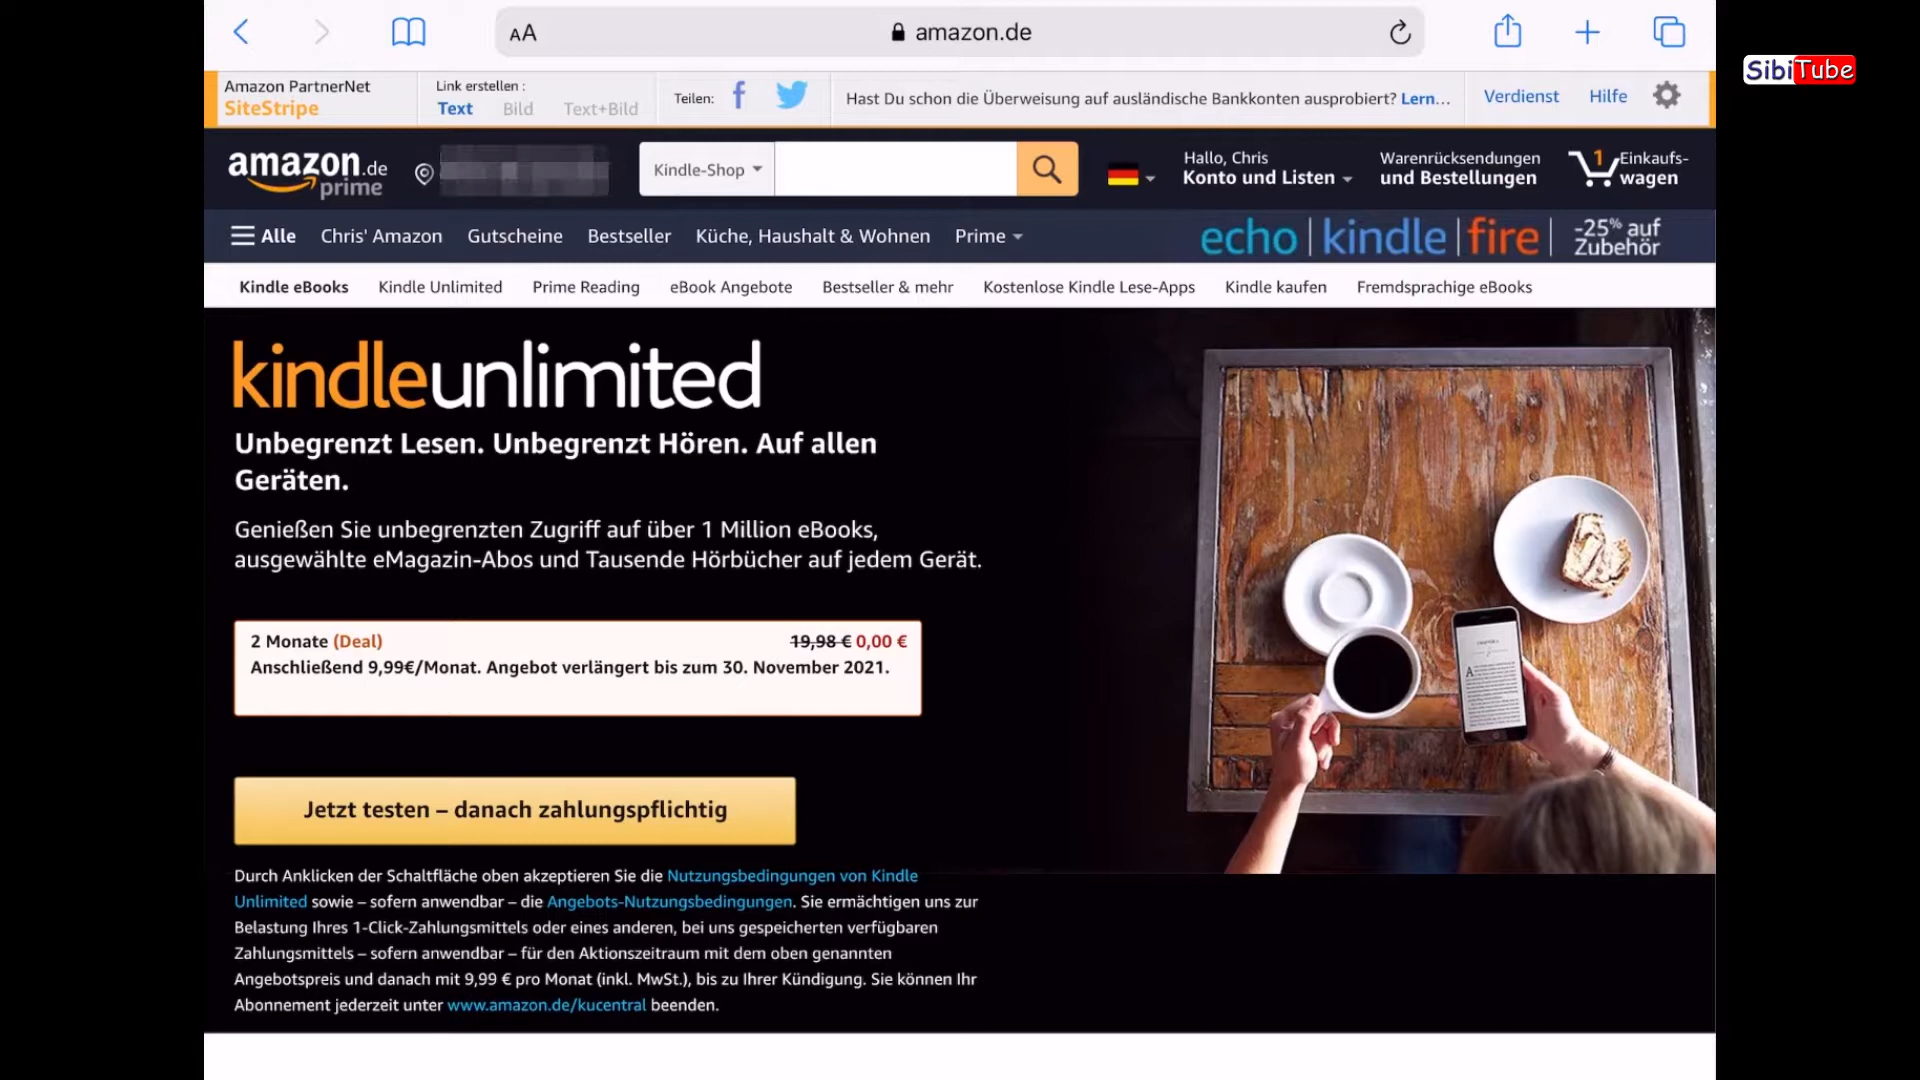 AA
amazon.de
SibiTube
Amazon PartnerNet
SiteStripe
Link erstellen :
Text Bild Text+Bild
Teilen:
Hast Du schon die Überweisung auf ausländische Bankkonten ausprobiert? Lern...
Verdienst Hilfe
amazon.de
prime
Kindle-Shop
Hallo, Chris
Konto und Listen
Warenrücksendungen
und Bestellungen
1
Einkaufs-
wagen
Alle Chris' Amazon Gutscheine Bestseller Küche, Haushalt & Wohnen Prime
echo | kindle | fire |
-25% auf
Zubehör
Kindle eBooks Kindle Unlimited Prime Reading eBook Angebote Bestseller & mehr Kostenlose Kindle Lese-Apps Kindle kaufen Fremdsprachige eBooks
kindleunlimited
Unbegrenzt Lesen. Unbegrenzt Hören. Auf allen
Geräten.
Genießen Sie unbegrenzten Zugriff auf über 1 Million eBooks,
ausgewählte eMagazin-Abos und Tausende Hörbücher auf jedem Gerät.
2 Monate (Deal) 19,98 € 0,00 €
Anschließend 9,99€/Monat. Angebot verlängert bis zum 30. November 2021.
Jetzt testen – danach zahlungspflichtig
Durch Anklicken der Schaltfläche oben akzeptieren Sie die Nutzungsbedingungen von Kindle
Unlimited sowie – sofern anwendbar – die Angebots-Nutzungsbedingungen. Sie ermächtigen uns zur
Belastung Ihres 1-Click-Zahlungsmittels oder eines anderen, bei uns gespeicherten verfügbaren
Zahlungsmittels – sofern anwendbar – für den Aktionszeitraum mit dem oben genannten
Angebotspreis und danach mit 9,99 € pro Monat (inkl. MwSt.), bis zu Ihrer Kündigung. Sie können Ihr
Abonnement jederzeit unter www.amazon.de/kucentral beenden.